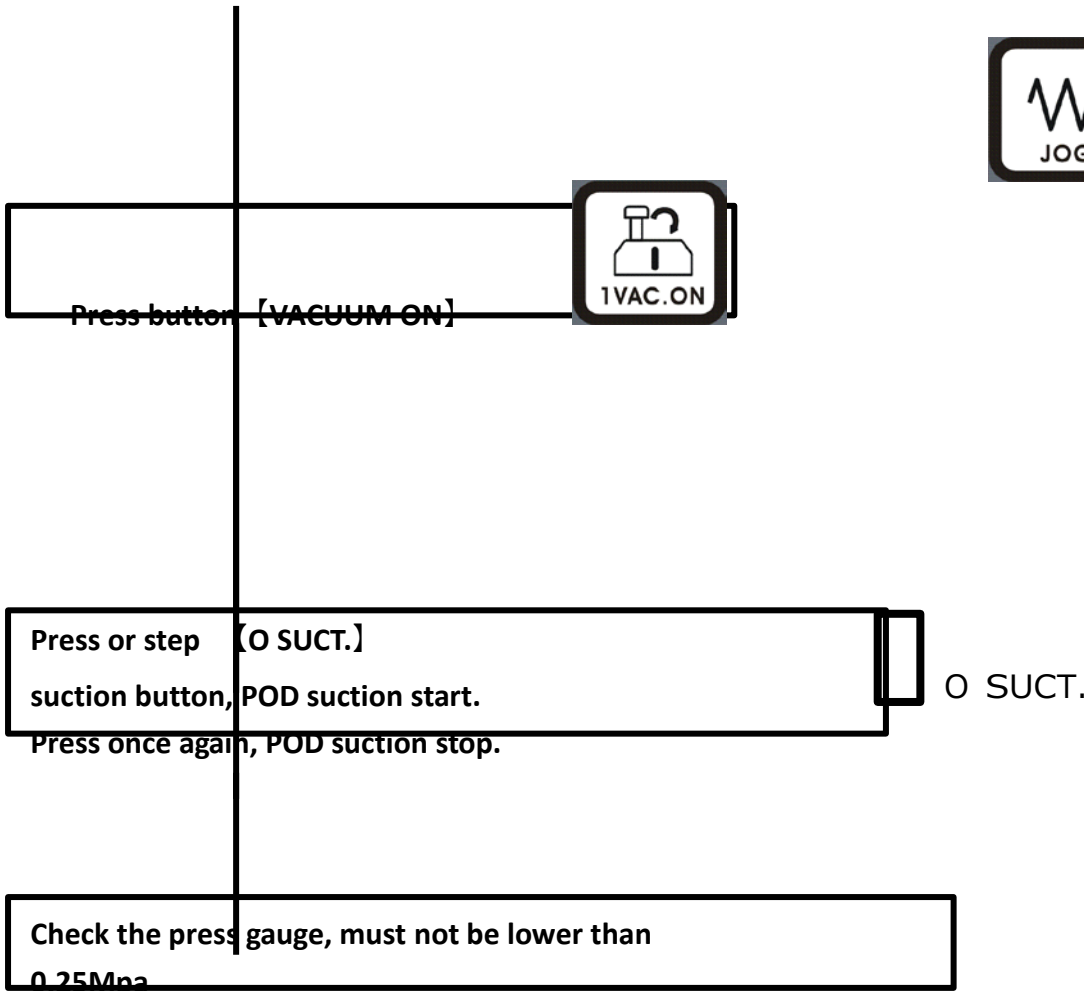 JOG
1VAC.ON
Press button【VACUUM ON】
Press or step 【O SUCT.】
suction button, POD suction start.
O SUCT.
Press once again, POD suction stop.
Check the press gauge, must not be lower than
0.25Mpa